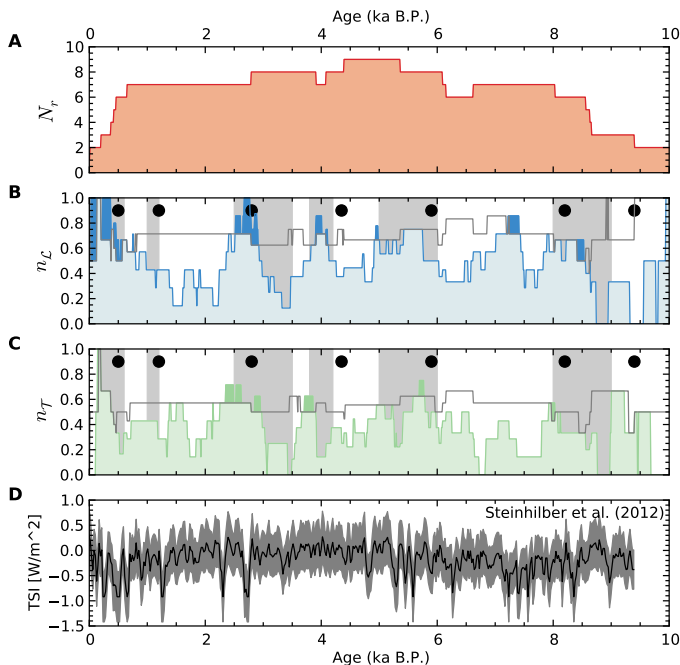 Age (ka B.P.)
0 2 4 6 8 10
A
10
8
6
4
2
0
N_r
B
1.0
0.8
0.6
0.4
0.2
0.0
n_ℒ
C
1.0
0.8
0.6
0.4
0.2
0.0
n_𝒯
D
1.0
0.5
0.0
−0.5
−1.0
−1.5
TSI [W/m^2]
Steinhilber et al. (2012)
0 2 4 6 8 10
Age (ka B.P.)